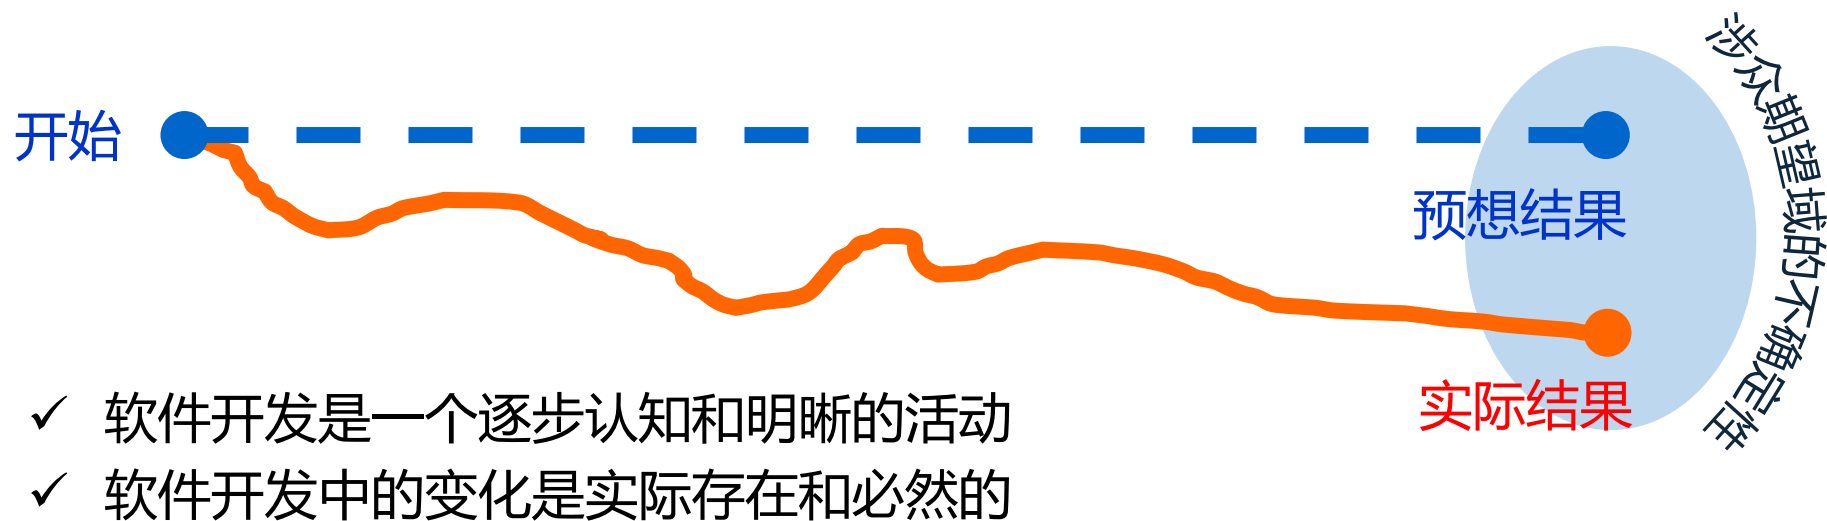 开始
预想结果
实际结果
涉众期望域的不确定性
✓ 软件开发是一个逐步认知和明晰的活动
✓ 软件开发中的变化是实际存在和必然的